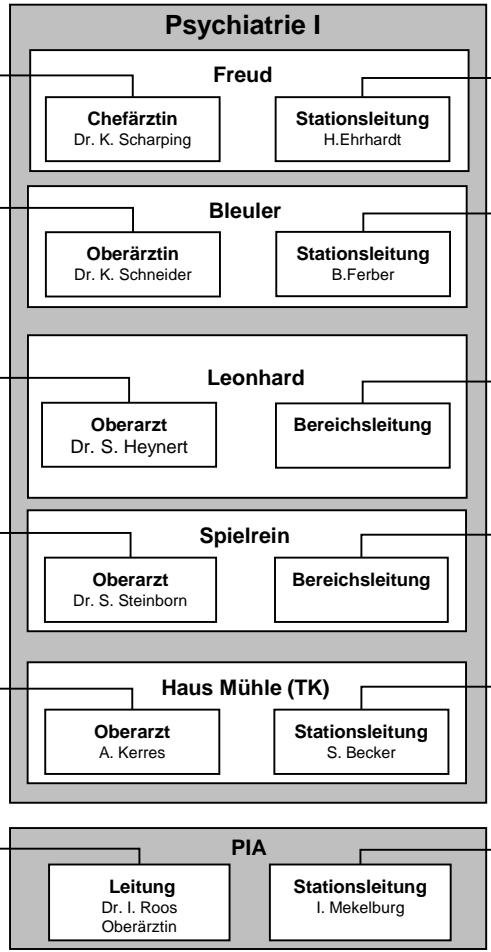 Psychiatrie I
Freud
Chefärztin
Dr. K. Scharping
Stationsleitung
H.Ehrhardt
Bleuler
Oberärztin
Dr. K. Schneider
Stationsleitung
B.Ferber
Leonhard
Oberarzt
Dr. S. Heynert
Bereichsleitung
Spielrein
Oberarzt
Dr. S. Steinborn
Bereichsleitung
Haus Mühle (TK)
Oberarzt
A. Kerres
Stationsleitung
S. Becker
PIA
Leitung
Dr. I. Roos
Oberärztin
Stationsleitung
I. Mekelburg